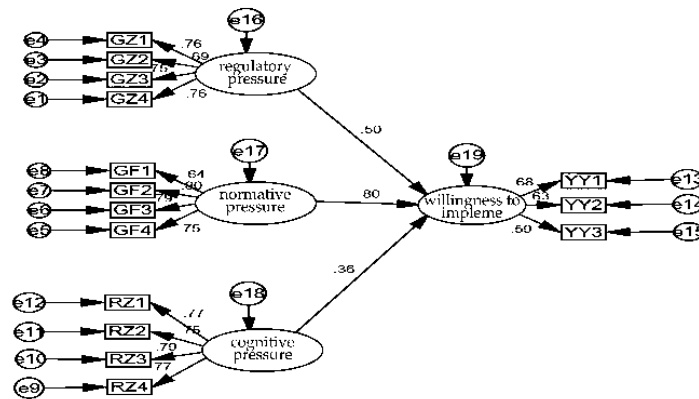 e16
e4 GZ1 .76
e3 GZ2 .69
regulatory
pressure
e2 GZ3 .75
e1 GZ4 .76
.50
e17
e19
e8 GF1 .64
e7 GF2 .80
normative
pressure
.80
willingness to
impleme
.68 YY1 e13
.63 YY2 e14
.50 YY3 e15
e6 GF3 .79
e5 GF4 .75
.36
e18
e12 RZ1 .77
e11 RZ2 .75
cognitive
pressure
e10 RZ3
e9 RZ4 .77